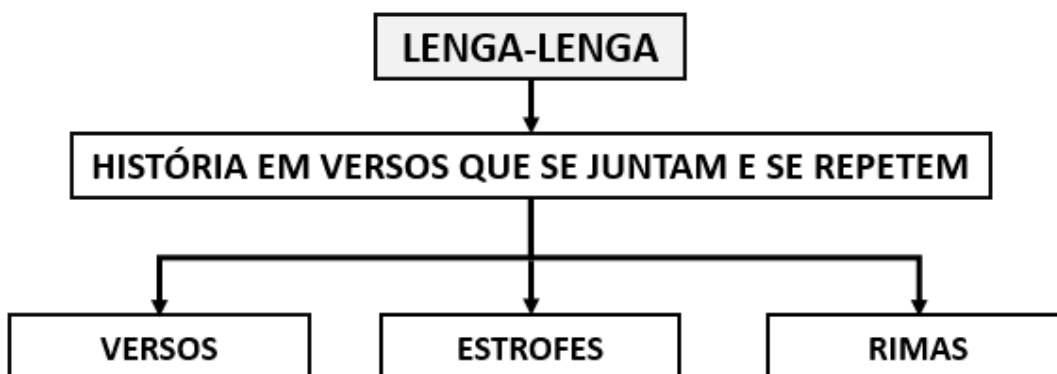 LENGA-LENGA
HISTÓRIA EM VERSOS QUE SE JUNTAM E SE REPETEM
VERSOS
ESTROFES
RIMAS